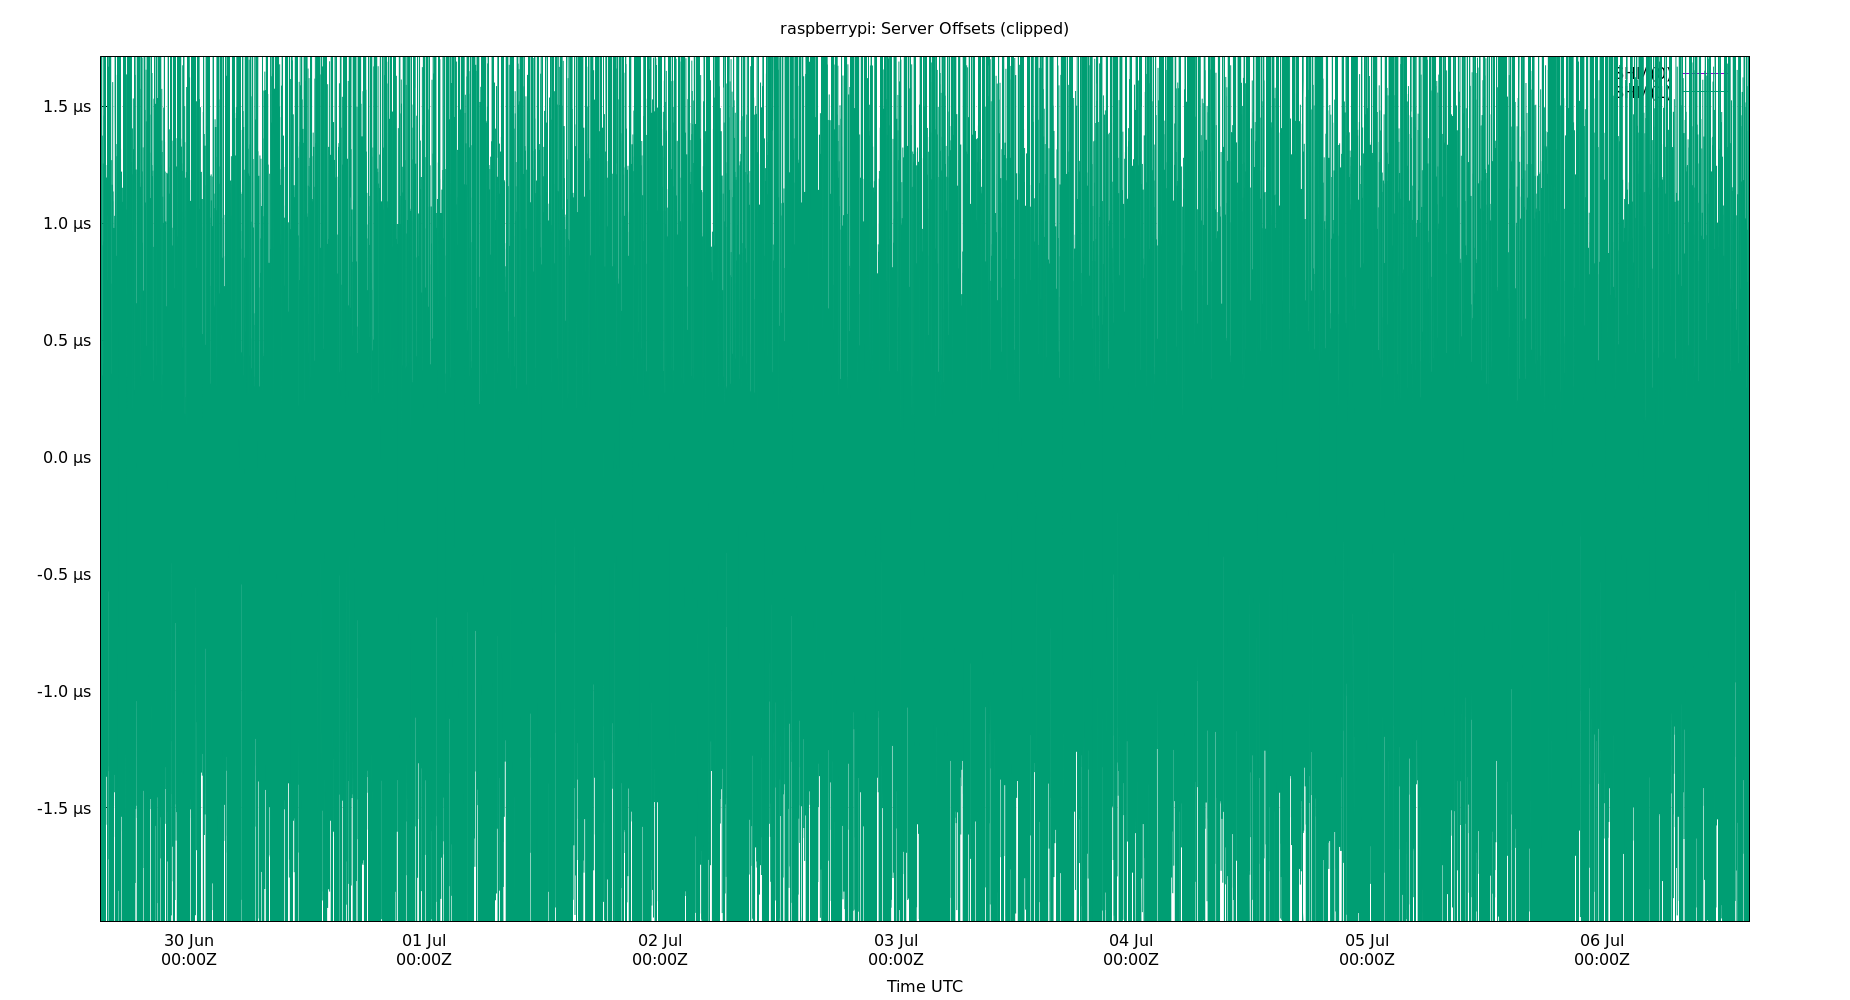 raspberrypi: Server Offsets (clipped)
1.5 µs
1.0 µs
0.5 µs
0.0 µs
-0.5 µs
-1.0 µs
-1.5 µs
30 Jun 01 Jul 02 Jul 03 Jul 04 Jul 05 Jul 06 Jul
00:00Z 00:00Z 00:00Z 00:00Z 00:00Z 00:00Z 00:00Z
Time UTC